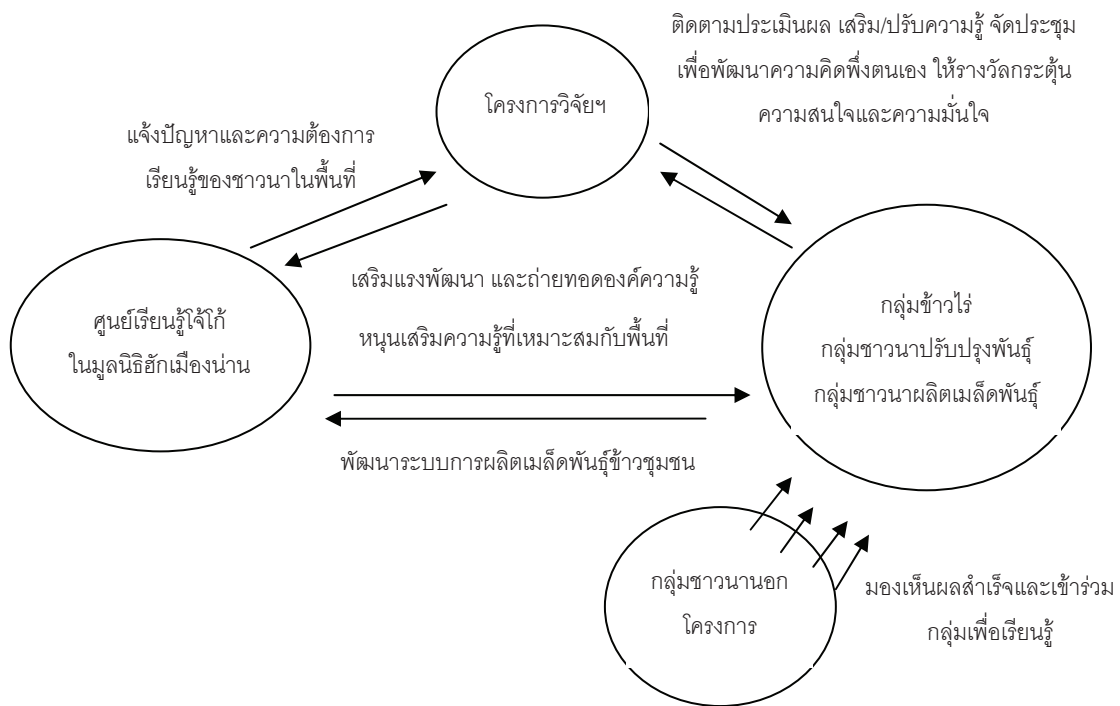 ติดตามประเมินผล เสริม/ปรับความรู้ จัดประชุม
เพื่อพัฒนาความคิดพึ่งตนเอง ให้รางวัลกระตุ้น
ความสนใจและความมั่นใจ
โครงการวิจัยฯ
แจ้งปัญหาและความต้องการ
เรียนรู้ของชาวนาในพื้นที่
เสริมแรงพัฒนา และถ่ายทอดองค์ความรู้
หนุนเสริมความรู้ที่เหมาะสมกับพื้นที่
ศูนย์เรียนรู้โจ้โก้
ในมูลนิธิฮักเมืองน่าน
กลุ่มข้าวไร่
กลุ่มชาวนาปรับปรุงพันธุ์
กลุ่มชาวนาผลิตเมล็ดพันธุ์
พัฒนาระบบการผลิตเมล็ดพันธุ์ข้าวชุมชน
กลุ่มชาวนานอก
โครงการ
มองเห็นผลสำเร็จและเข้าร่วม
กลุ่มเพื่อเรียนรู้